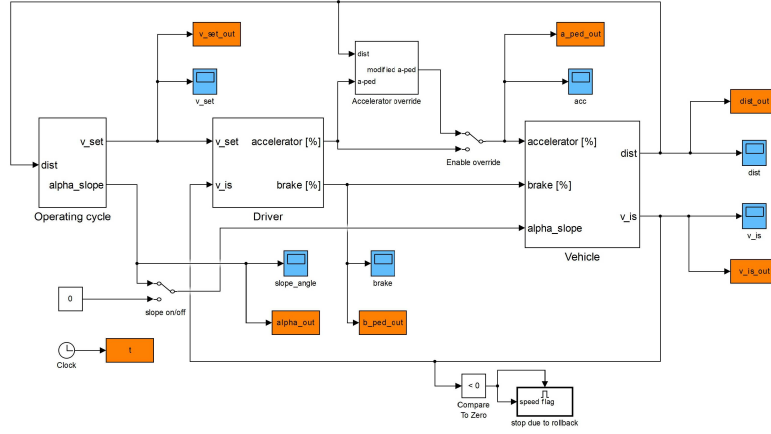 v_set_out
a_ped_out
dist
modified a-ped
a-ped
Accelerator override
v_set
acc
dist_out
v_set
dist
alpha_slope
Operating cycle
v_set
accelerator [%]
v_is
brake [%]
Driver
Enable override
accelerator [%]
dist
brake [%]
v_is
alpha_slope
Vehicle
dist
v_is
v_is_out
slope_angle
brake
0
slope on/off
alpha_out
b_ped_out
Clock
t
< 0
Compare
To Zero
speed flag
stop due to rollback